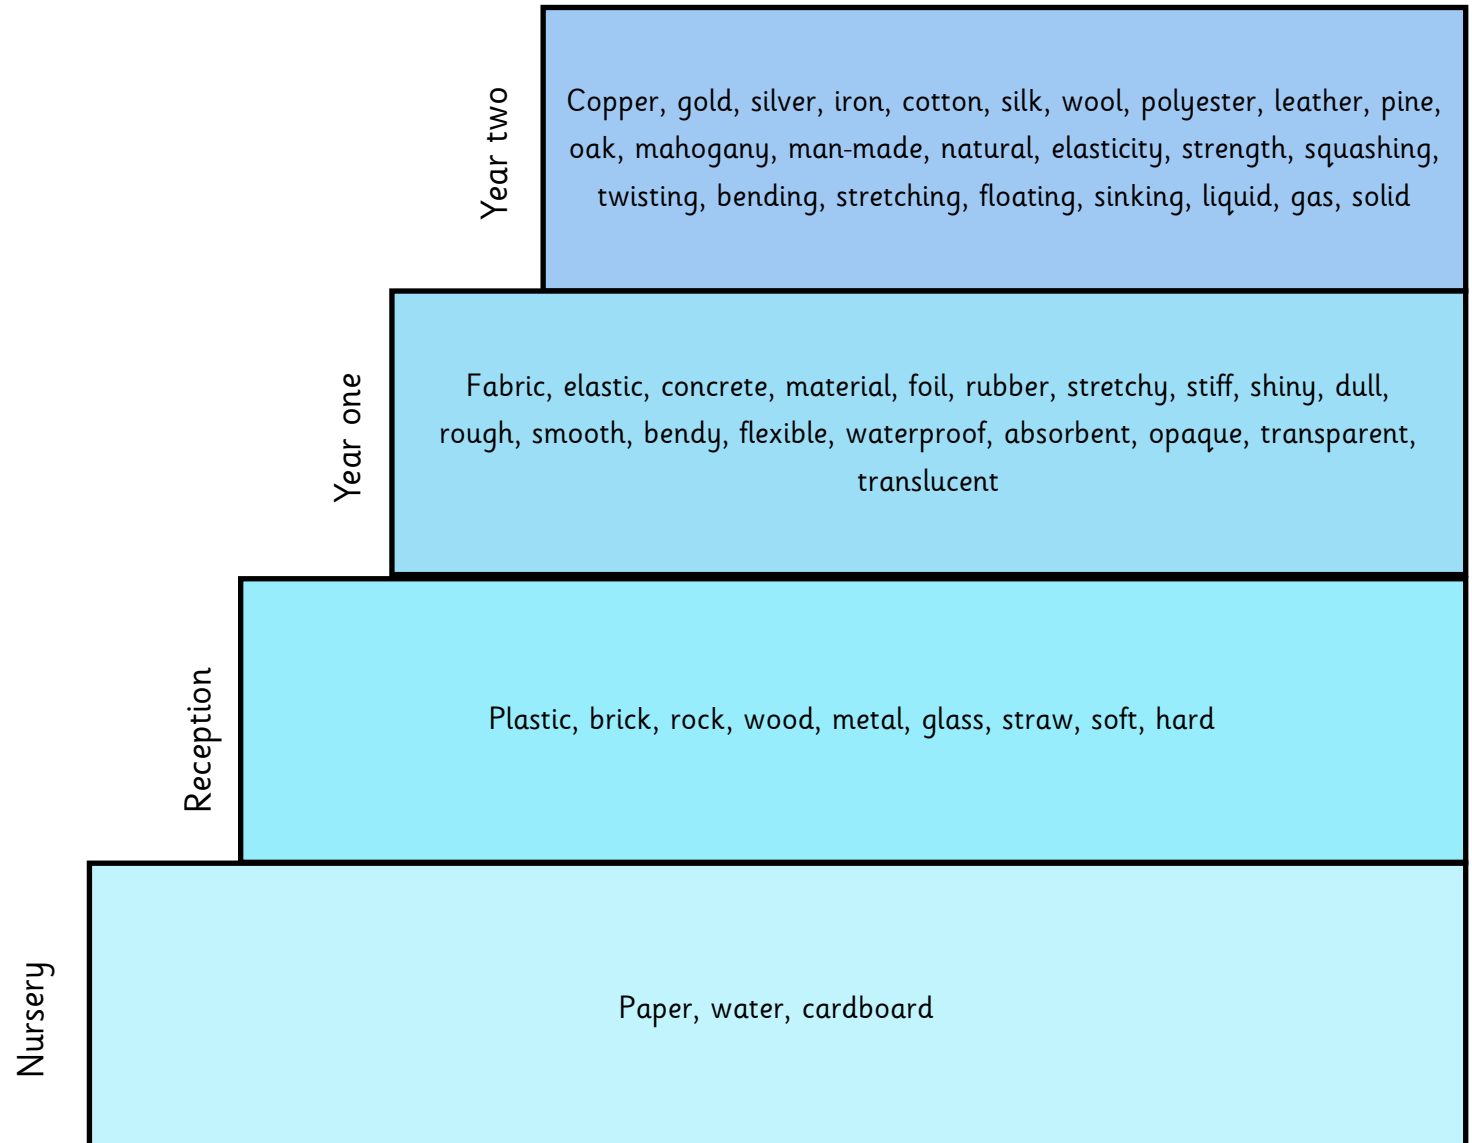 Year two
Copper, gold, silver, iron, cotton, silk, wool, polyester, leather, pine,
oak, mahogany, man-made, natural, elasticity, strength, squashing,
twisting, bending, stretching, floating, sinking, liquid, gas, solid
Year one
Fabric, elastic, concrete, material, foil, rubber, stretchy, stiff, shiny, dull,
rough, smooth, bendy, flexible, waterproof, absorbent, opaque, transparent,
translucent
Reception
Plastic, brick, rock, wood, metal, glass, straw, soft, hard
Nursery
Paper, water, cardboard